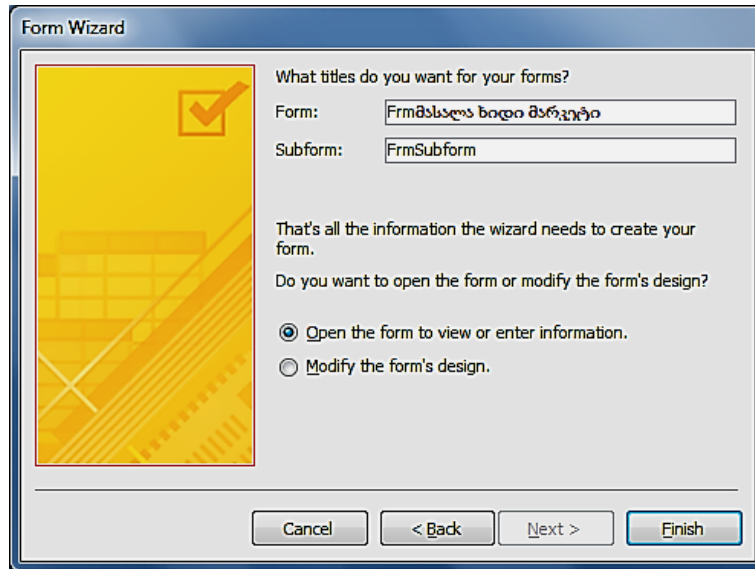 Form Wizard
What titles do you want for your forms?
Form: Frmმასალა ხიდი მარკეტი
Subform: FrmSubform
That's all the information the wizard needs to create your
form.
Do you want to open the form or modify the form's design?
Open the form to view or enter information.
Modify the form's design.
Cancel < Back Next > Finish